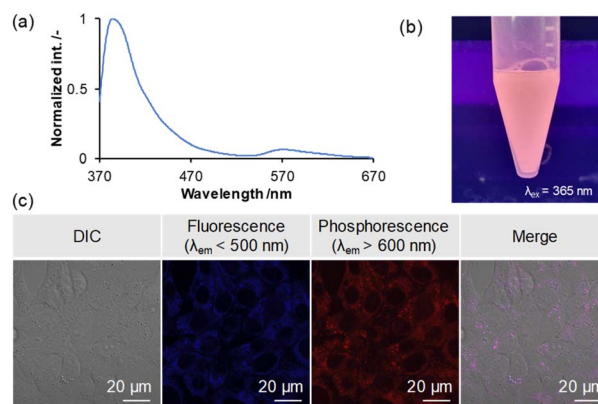 (a)
Normalized int. /-
1
0.5
0
370
470
570
670
Wavelength /nm
(b)
λex = 365 nm
(c)
DIC
Fluorescence
(λem < 500 nm)
Phosphorescence
(λem > 600 nm)
Merge
20 µm
20 µm
20 µm
20 µm